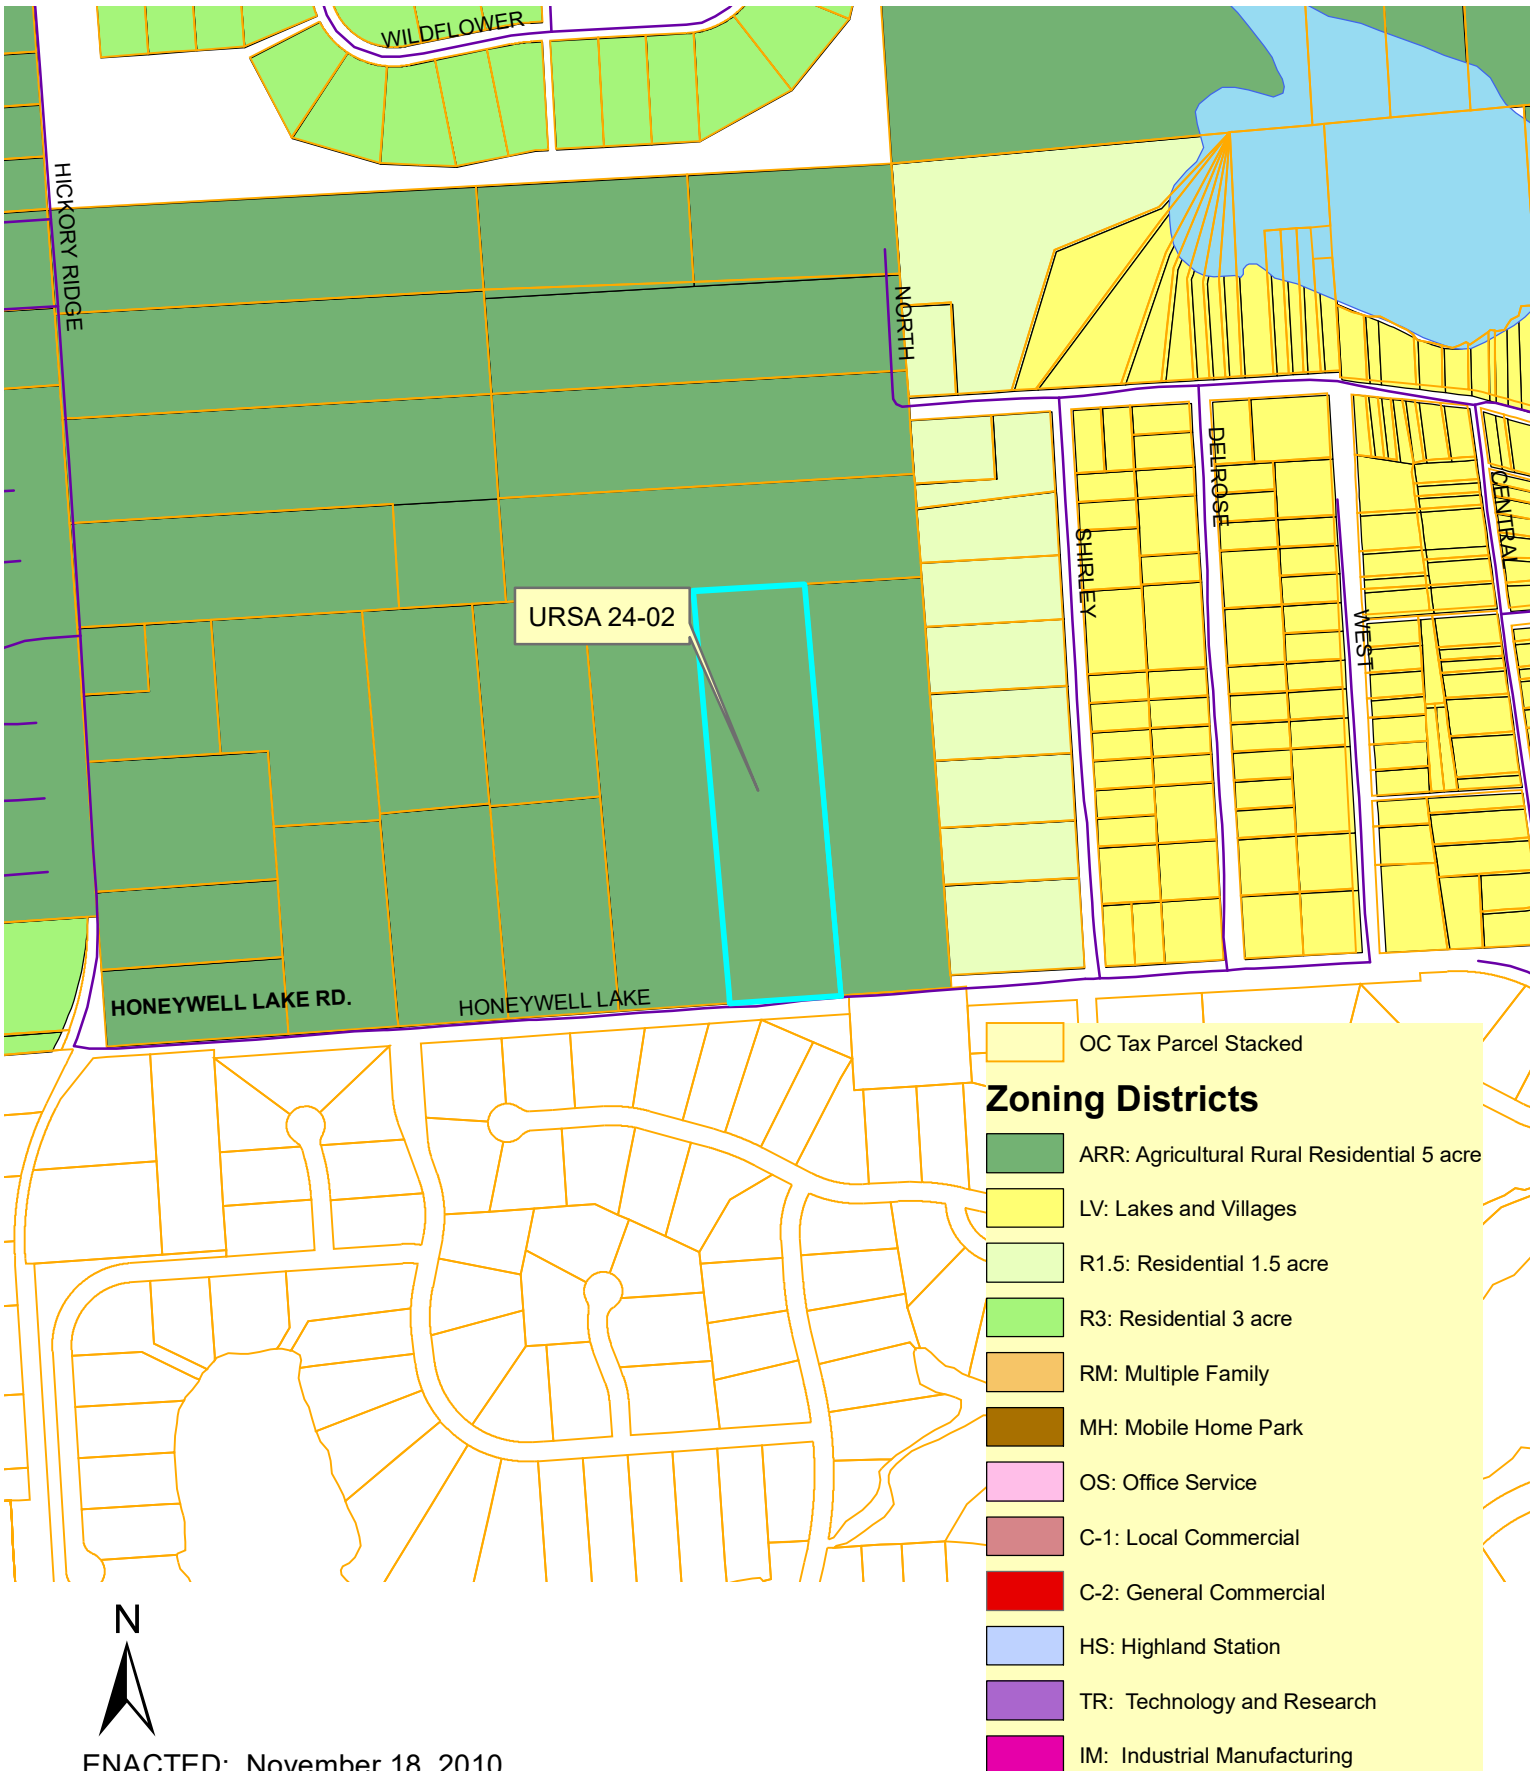 WILDFLOWER
HICKORY RIDGE
NORTH
DELROSE
CENTRAL
SHIRLEY
URSA 24-02
WEST
HONEYWELL LAKE RD.
HONEYWELL LAKE
OC Tax Parcel Stacked
Zoning Districts
ARR: Agricultural Rural Residential 5 acre
LV: Lakes and Villages
R1.5: Residential 1.5 acre
R3: Residential 3 acre
RM: Multiple Family
MH: Mobile Home Park
OS: Office Service
C-1: Local Commercial
C-2: General Commercial
HS: Highland Station
TR: Technology and Research
IM: Industrial Manufacturing
N
ENACTED: November 18, 2010